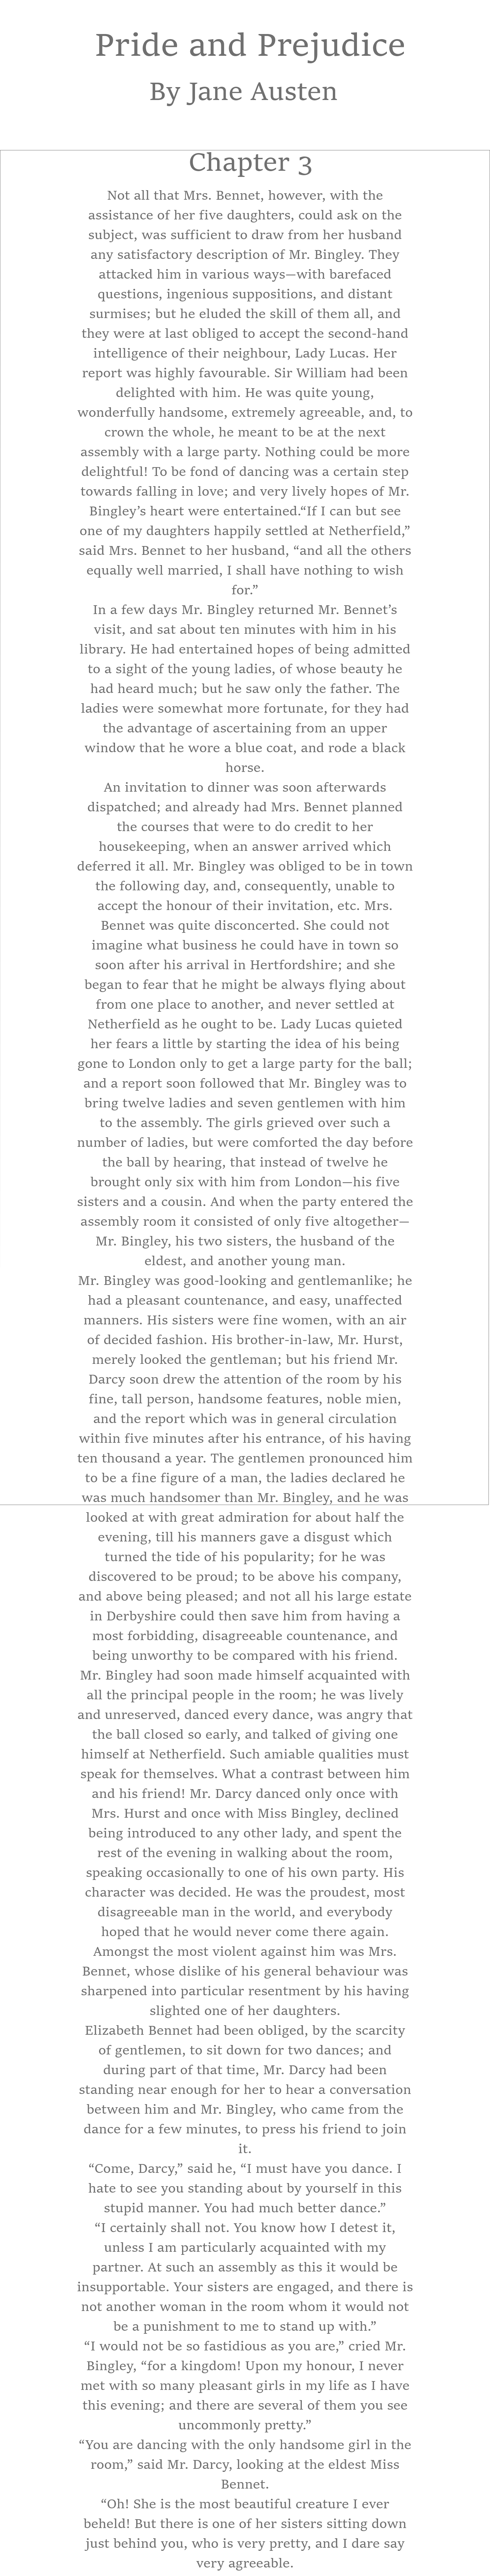 Pride and Prejudice
By Jane Austen
Chapter 3
Not all that Mrs. Bennet, however, with the
assistance of her five daughters, could ask on the
subject, was sufficient to draw from her husband
any satisfactory description of Mr. Bingley. They
attacked him in various ways—with barefaced
questions, ingenious suppositions, and distant
surmises; but he eluded the skill of them all, and
they were at last obliged to accept the second-hand
intelligence of their neighbour, Lady Lucas. Her
report was highly favourable. Sir William had been
delighted with him. He was quite young,
wonderfully handsome, extremely agreeable, and, to
crown the whole, he meant to be at the next
assembly with a large party. Nothing could be more
delightful! To be fond of dancing was a certain step
towards falling in love; and very lively hopes of Mr.
Bingley’s heart were entertained.“If I can but see
one of my daughters happily settled at Netherfield,”
said Mrs. Bennet to her husband, “and all the others
equally well married, I shall have nothing to wish
for.”
In a few days Mr. Bingley returned Mr. Bennet’s
visit, and sat about ten minutes with him in his
library. He had entertained hopes of being admitted
to a sight of the young ladies, of whose beauty he
had heard much; but he saw only the father. The
ladies were somewhat more fortunate, for they had
the advantage of ascertaining from an upper
window that he wore a blue coat, and rode a black
horse.
An invitation to dinner was soon afterwards
dispatched; and already had Mrs. Bennet planned
the courses that were to do credit to her
housekeeping, when an answer arrived which
deferred it all. Mr. Bingley was obliged to be in town
the following day, and, consequently, unable to
accept the honour of their invitation, etc. Mrs.
Bennet was quite disconcerted. She could not
imagine what business he could have in town so
soon after his arrival in Hertfordshire; and she
began to fear that he might be always flying about
from one place to another, and never settled at
Netherfield as he ought to be. Lady Lucas quieted
her fears a little by starting the idea of his being
gone to London only to get a large party for the ball;
and a report soon followed that Mr. Bingley was to
bring twelve ladies and seven gentlemen with him
to the assembly. The girls grieved over such a
number of ladies, but were comforted the day before
the ball by hearing, that instead of twelve he
brought only six with him from London—his five
sisters and a cousin. And when the party entered the
assembly room it consisted of only five altogether—
Mr. Bingley, his two sisters, the husband of the
eldest, and another young man.
Mr. Bingley was good-looking and gentlemanlike; he
had a pleasant countenance, and easy, unaffected
manners. His sisters were fine women, with an air
of decided fashion. His brother-in-law, Mr. Hurst,
merely looked the gentleman; but his friend Mr.
Darcy soon drew the attention of the room by his
fine, tall person, handsome features, noble mien,
and the report which was in general circulation
within five minutes after his entrance, of his having
ten thousand a year. The gentlemen pronounced him
to be a fine figure of a man, the ladies declared he
was much handsomer than Mr. Bingley, and he was
looked at with great admiration for about half the
evening, till his manners gave a disgust which
turned the tide of his popularity; for he was
discovered to be proud; to be above his company,
and above being pleased; and not all his large estate
in Derbyshire could then save him from having a
most forbidding, disagreeable countenance, and
being unworthy to be compared with his friend.
Mr. Bingley had soon made himself acquainted with
all the principal people in the room; he was lively
and unreserved, danced every dance, was angry that
the ball closed so early, and talked of giving one
himself at Netherfield. Such amiable qualities must
speak for themselves. What a contrast between him
and his friend! Mr. Darcy danced only once with
Mrs. Hurst and once with Miss Bingley, declined
being introduced to any other lady, and spent the
rest of the evening in walking about the room,
speaking occasionally to one of his own party. His
character was decided. He was the proudest, most
disagreeable man in the world, and everybody
hoped that he would never come there again.
Amongst the most violent against him was Mrs.
Bennet, whose dislike of his general behaviour was
sharpened into particular resentment by his having
slighted one of her daughters.
Elizabeth Bennet had been obliged, by the scarcity
of gentlemen, to sit down for two dances; and
during part of that time, Mr. Darcy had been
standing near enough for her to hear a conversation
between him and Mr. Bingley, who came from the
dance for a few minutes, to press his friend to join
it.
“Come, Darcy,” said he, “I must have you dance. I
hate to see you standing about by yourself in this
stupid manner. You had much better dance.”
“I certainly shall not. You know how I detest it,
unless I am particularly acquainted with my
partner. At such an assembly as this it would be
insupportable. Your sisters are engaged, and there is
not another woman in the room whom it would not
be a punishment to me to stand up with.”
“I would not be so fastidious as you are,” cried Mr.
Bingley, “for a kingdom! Upon my honour, I never
met with so many pleasant girls in my life as I have
this evening; and there are several of them you see
uncommonly pretty.”
“You are dancing with the only handsome girl in the
room,” said Mr. Darcy, looking at the eldest Miss
Bennet.
“Oh! She is the most beautiful creature I ever
beheld! But there is one of her sisters sitting down
just behind you, who is very pretty, and I dare say
very agreeable.